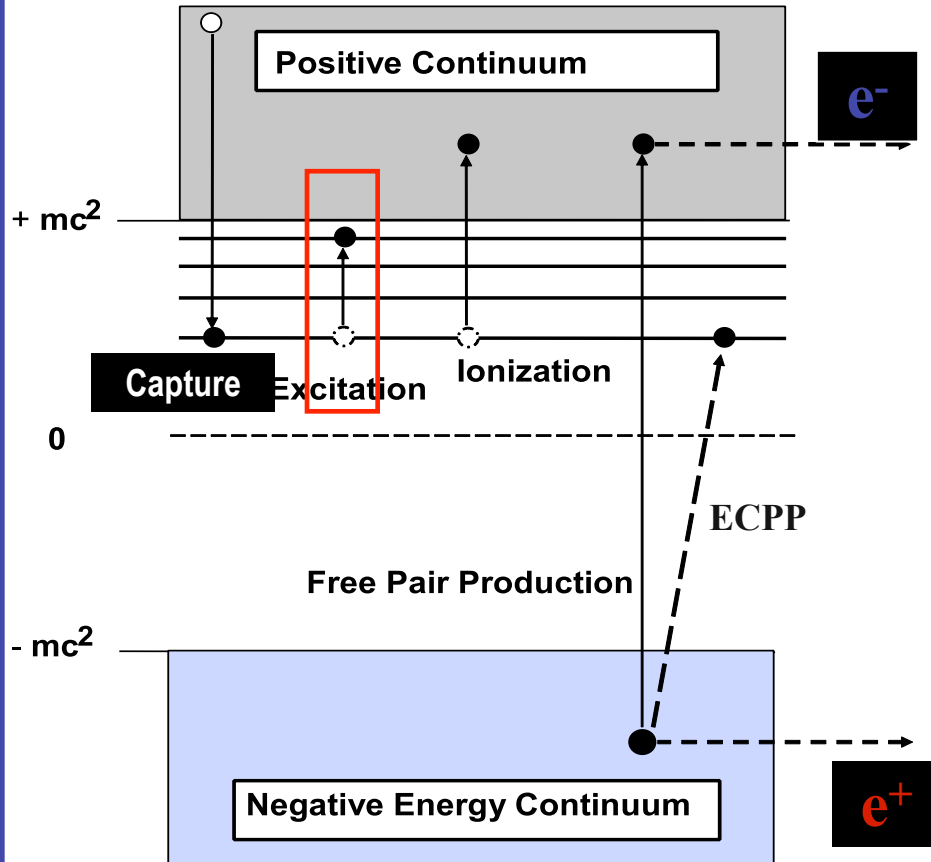 Positive Continuum
e⁻
+ mc²
Capture
Excitation
Ionization
0
ECPP
Free Pair Production
- mc²
Negative Energy Continuum
e⁺